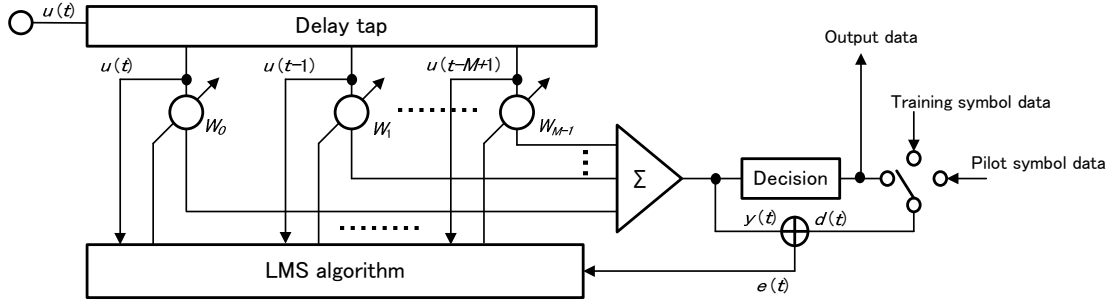 u(t)
Delay tap
Output data
u(t)
u(t-1)
u(t-M+1)
Training symbol data
W0
W1
WM-1
Pilot symbol data
Σ
Decision
y(t)
d(t)
LMS algorithm
e(t)